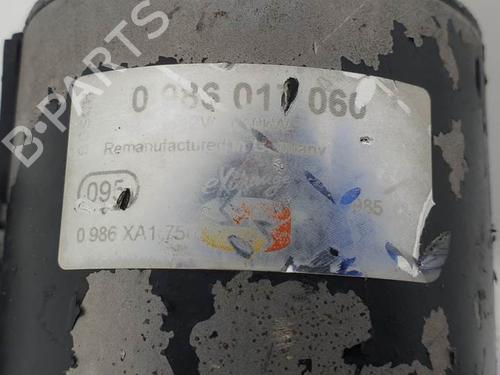 B-PARTS
0 986 017 060
Remanufactured in Germany
095
985
0 986 XA1 75